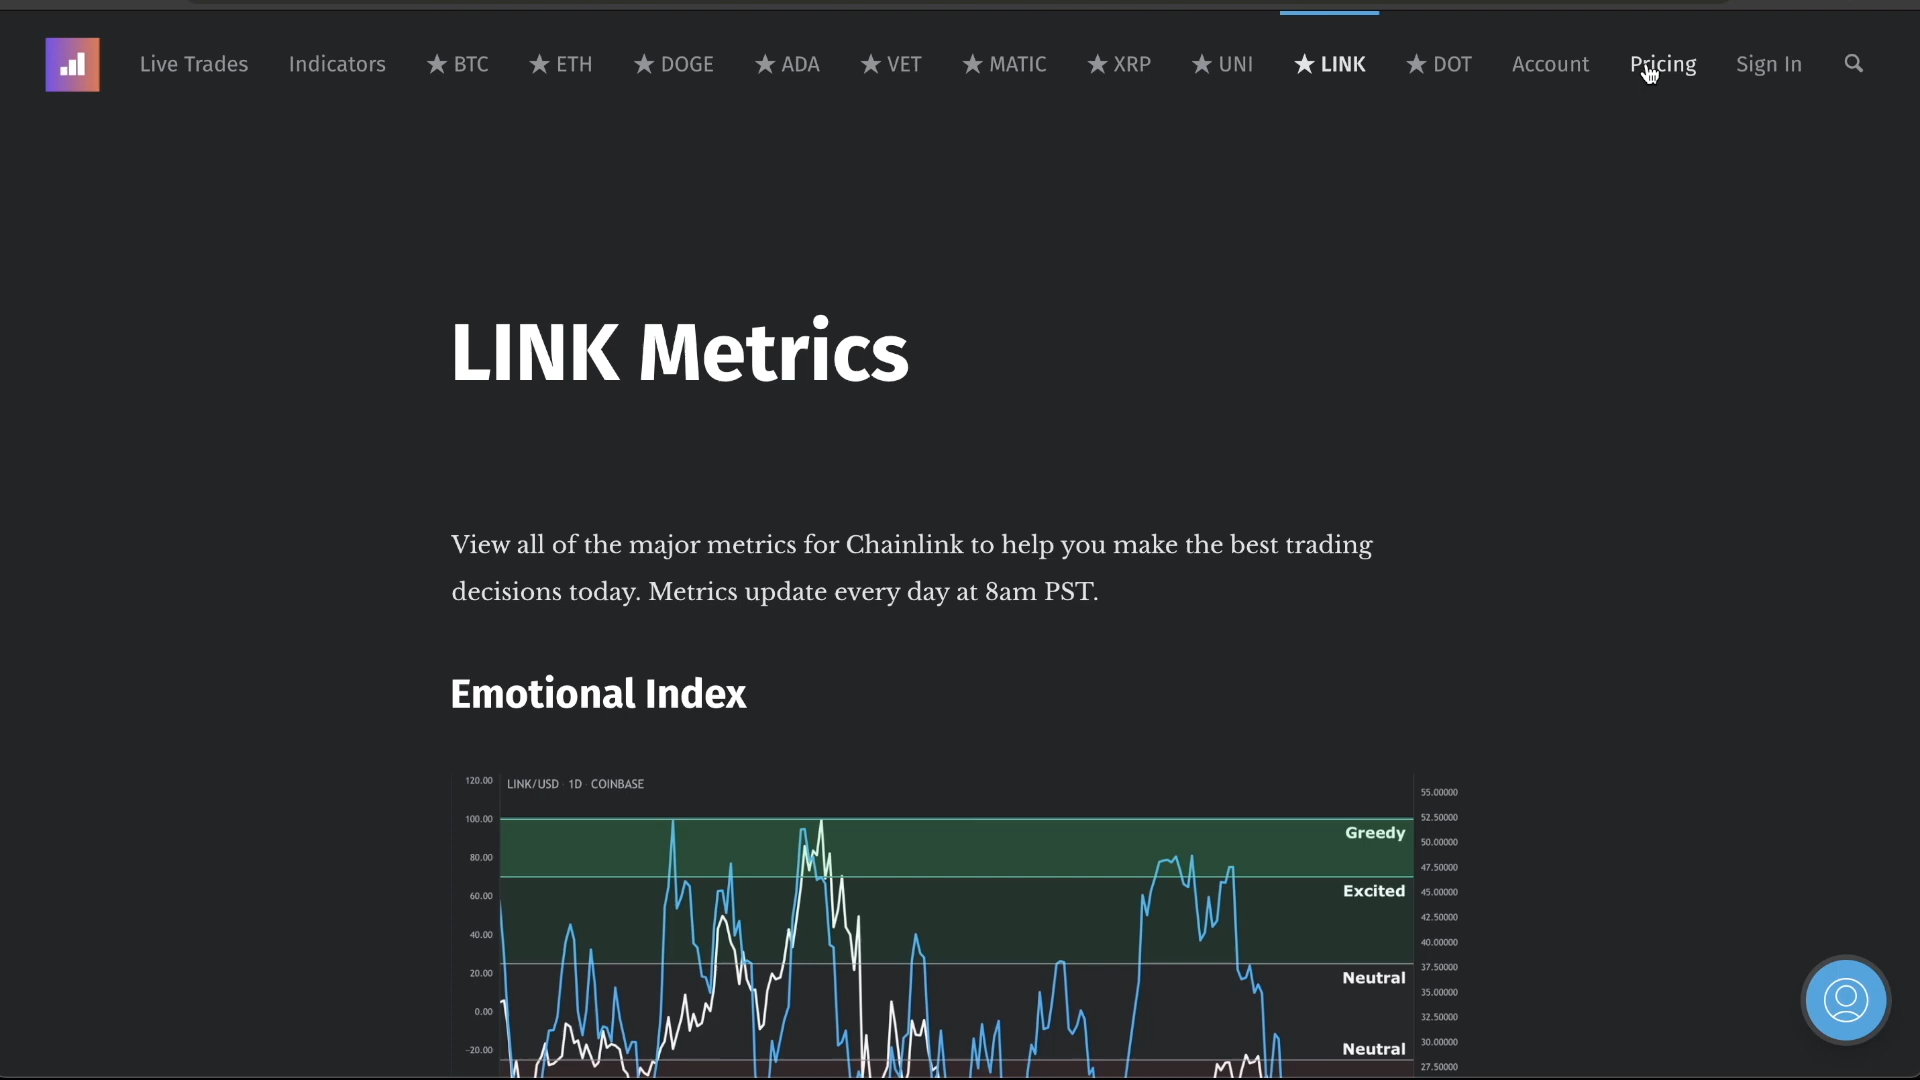 Live Trades Indicators ★ BTC ★ ETH ★ DOGE ★ ADA ★ VET ★ MATIC ★ XRP ★ UNI ★ LINK ★ DOT Account Pricing Sign In
LINK Metrics
View all of the major metrics for Chainlink to help you make the best trading
decisions today. Metrics update every day at 8am PST.
Emotional Index
LINK/USD · 1D · COINBASE
120.00
100.00
80.00
60.00
40.00
20.00
0.00
-20.00
Greedy
Excited
Neutral
Neutral
55.00000
52.50000
50.00000
47.50000
45.00000
42.50000
40.00000
37.50000
35.00000
32.50000
30.00000
27.50000